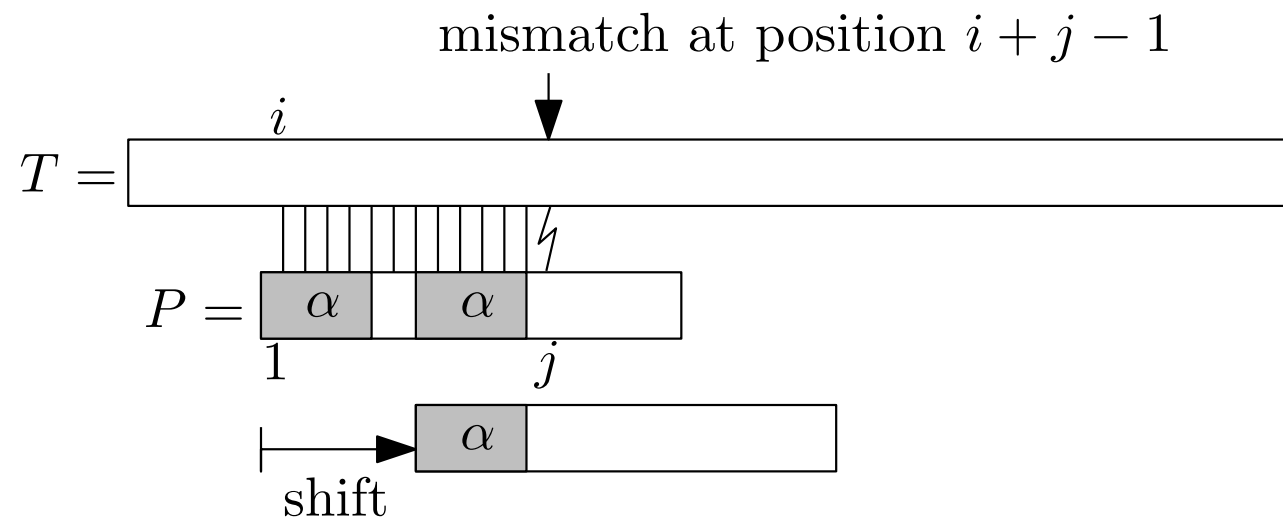 mismatch at position i + j − 1
i
T =
P = α α
1 j
α
shift